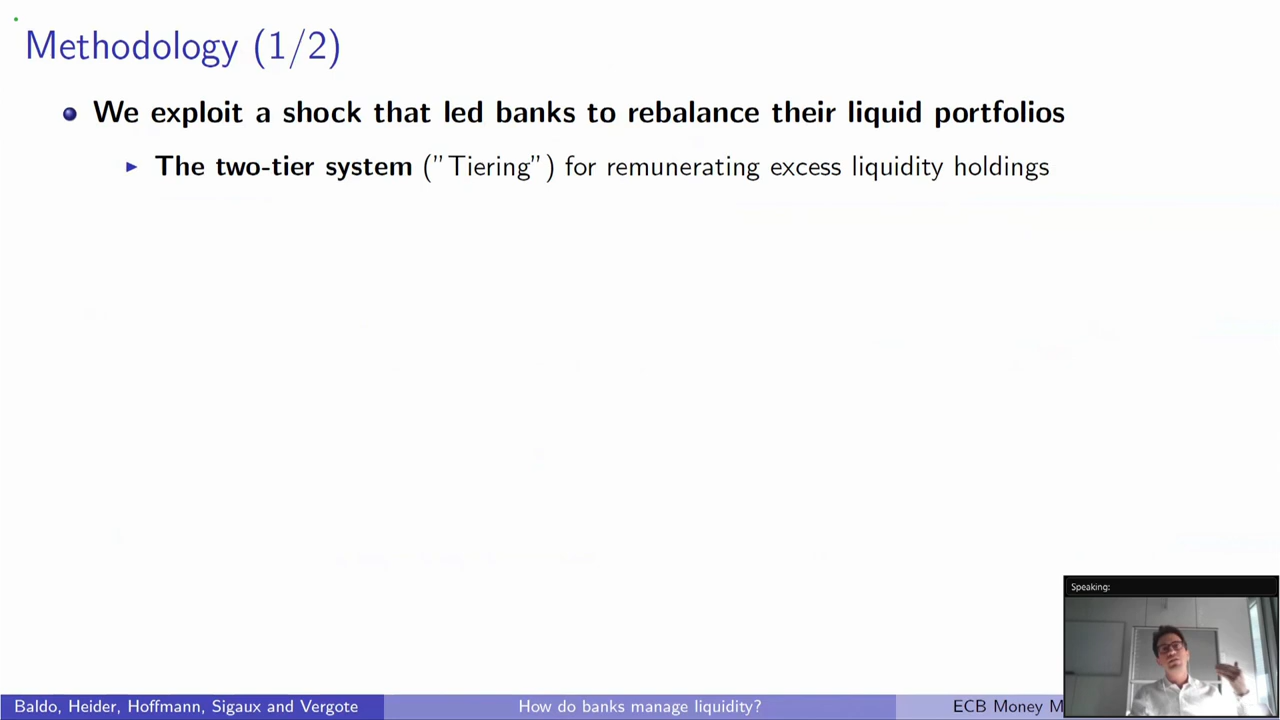 Methodology (1/2)
We exploit a shock that led banks to rebalance their liquid portfolios
The two-tier system ("Tiering") for remunerating excess liquidity holdings
Speaking:
Baldo, Heider, Hoffmann, Sigaux and Vergote How do banks manage liquidity? ECB Money M